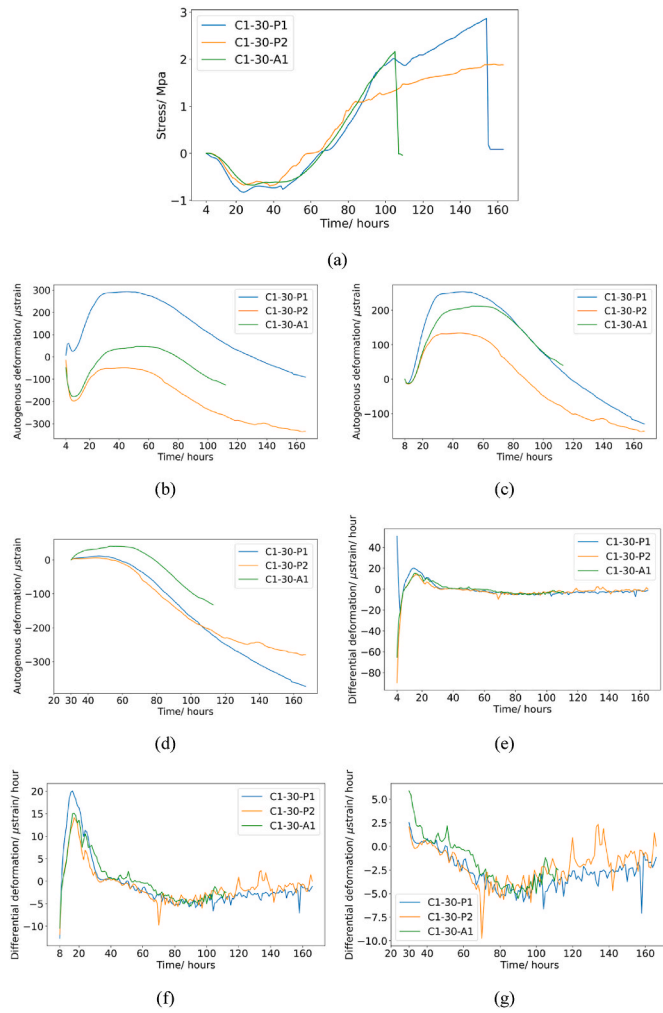 Stress/ Mpa
3
2
1
0
−1
C1-30-P1
C1-30-P2
C1-30-A1
4 20 40 60 80 100 120 140 160
Time/ hours
(a)
Autogenous deformation/ μstrain
300
200
100
0
−100
−200
−300
C1-30-P1
C1-30-P2
C1-30-A1
4 20 40 60 80 100 120 140 160
Time/ hours
(b)
Autogenous deformation/ μstrain
200
100
0
−100
C1-30-P1
C1-30-P2
C1-30-A1
8 20 40 60 80 100 120 140 160
Time/ hours
(c)
Autogenous deformation/ μstrain
0
−100
−200
−300
C1-30-P1
C1-30-P2
C1-30-A1
20 30 40 60 80 100 120 140 160
Time/ hours
(d)
Differential deformation/ μstrain/ hour
40
20
0
−20
−40
−60
−80
C1-30-P1
C1-30-P2
C1-30-A1
4 20 40 60 80 100 120 140 160
Time/ hours
(e)
Differential deformation/ μstrain/ hour
20
15
10
5
0
−5
−10
C1-30-P1
C1-30-P2
C1-30-A1
8 20 40 60 80 100 120 140 160
Time/ hours
(f)
Differential deformation/ μstrain/ hour
5.0
2.5
0.0
−2.5
−5.0
−7.5
−10.0
C1-30-P1
C1-30-P2
C1-30-A1
20 30 40 60 80 100 120 140 160
Time/ hours
(g)